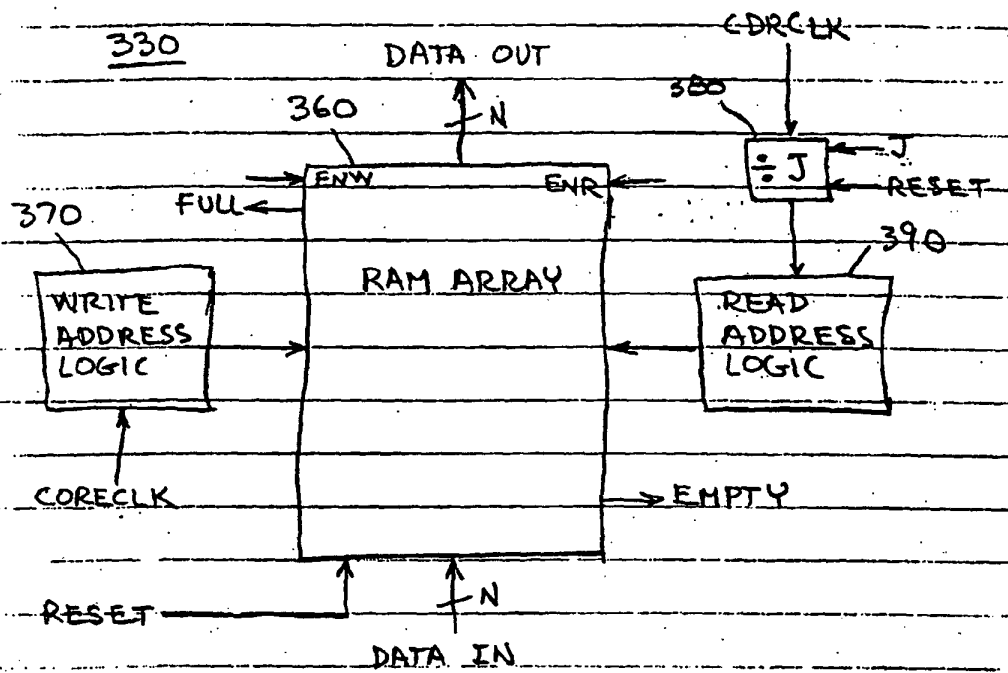 CDRCLK
330
DATA OUT
380
360
N
J
÷ J
ENW
ENR
RESET
FULL
370
390
RAM ARRAY
WRITE
ADDRESS
LOGIC
READ
ADDRESS
LOGIC
CORECLK
EMPTY
N
RESET
DATA IN